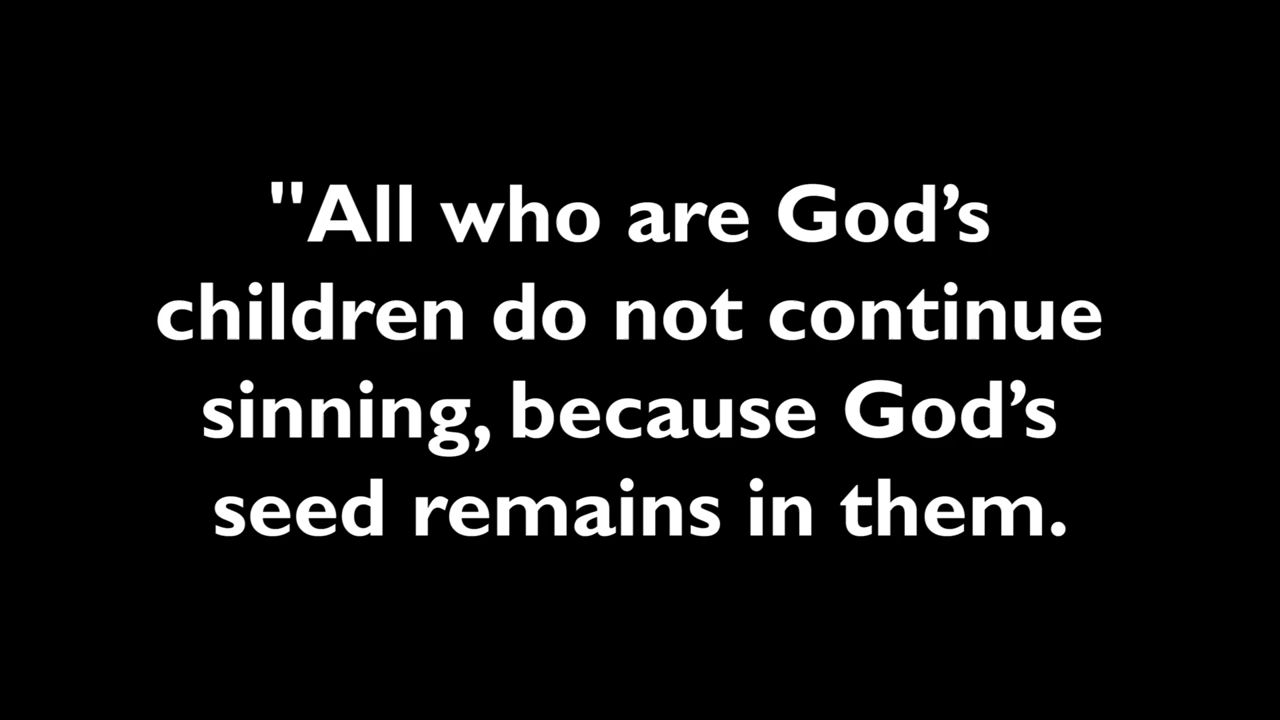 "All who are God’s
children do not continue
sinning, because God’s
seed remains in them.